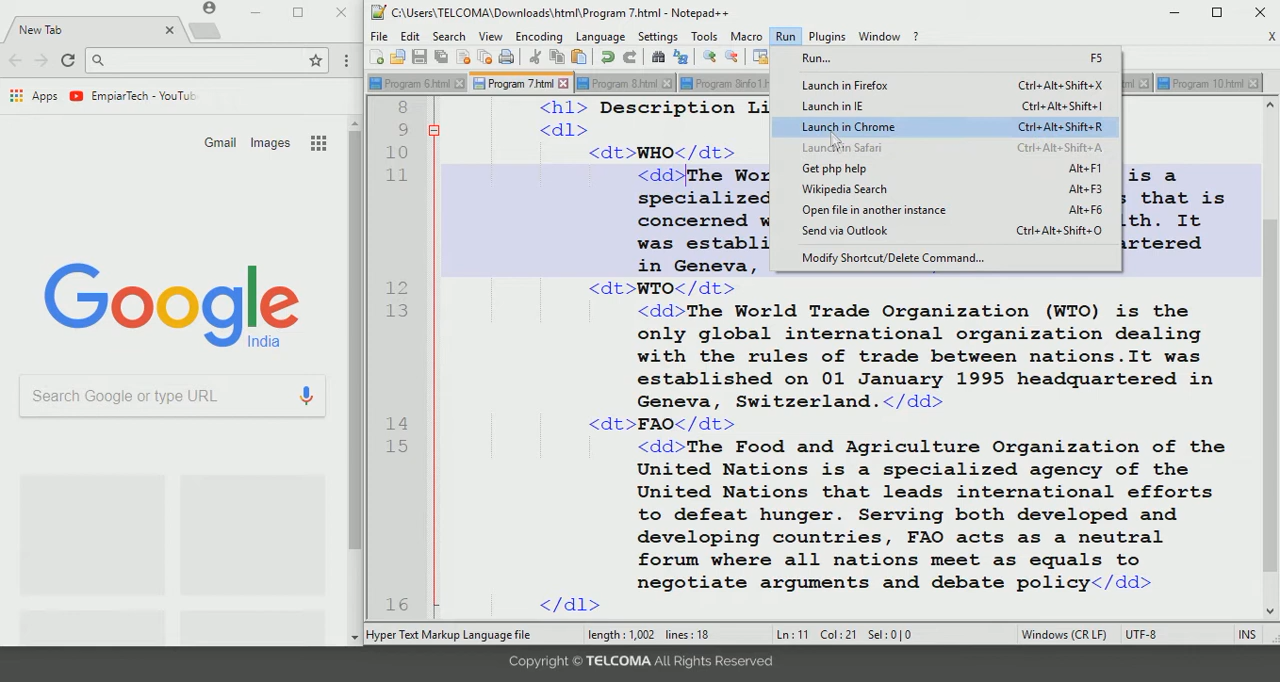 New Tab
Apps
EmpiarTech - YouTub
Gmail
Images
Google
India
Search Google or type URL
C:\Users\TELCOMA\Downloads\html\Program 7.html - Notepad++
File Edit Search View Encoding Language Settings Tools Macro Run Plugins Window ? X
Program 6.html Program 7.html Program 8.html Program 8info1. Program 10.html
Run... F5
Launch in Firefox Ctrl+Alt+Shift+X
Launch in IE Ctrl+Alt+Shift+I
Launch in Chrome Ctrl+Alt+Shift+R
Launch in Safari Ctrl+Alt+Shift+A
Get php help Alt+F1
Wikipedia Search Alt+F3
Open file in another instance Alt+F6
Send via Outlook Ctrl+Alt+Shift+O
Modify Shortcut/Delete Command...
8 <h1> Description Li
9 <dl>
10 <dt>WHO</dt>
11 <dd>The Wor is a
specialized s that is
concerned w lth. It
was establi artered
in Geneva,
12 <dt>WTO</dt>
13 <dd>The World Trade Organization (WTO) is the
only global international organization dealing
with the rules of trade between nations.It was
established on 01 January 1995 headquartered in
Geneva, Switzerland.</dd>
14 <dt>FAO</dt>
15 <dd>The Food and Agriculture Organization of the
United Nations is a specialized agency of the
United Nations that leads international efforts
to defeat hunger. Serving both developed and
developing countries, FAO acts as a neutral
forum where all nations meet as equals to
negotiate arguments and debate policy</dd>
16 </dl>
Hyper Text Markup Language file length : 1,002 lines : 18 Ln : 11 Col : 21 Sel : 0 | 0 Windows (CR LF) UTF-8 INS
Copyright © TELCOMA All Rights Reserved